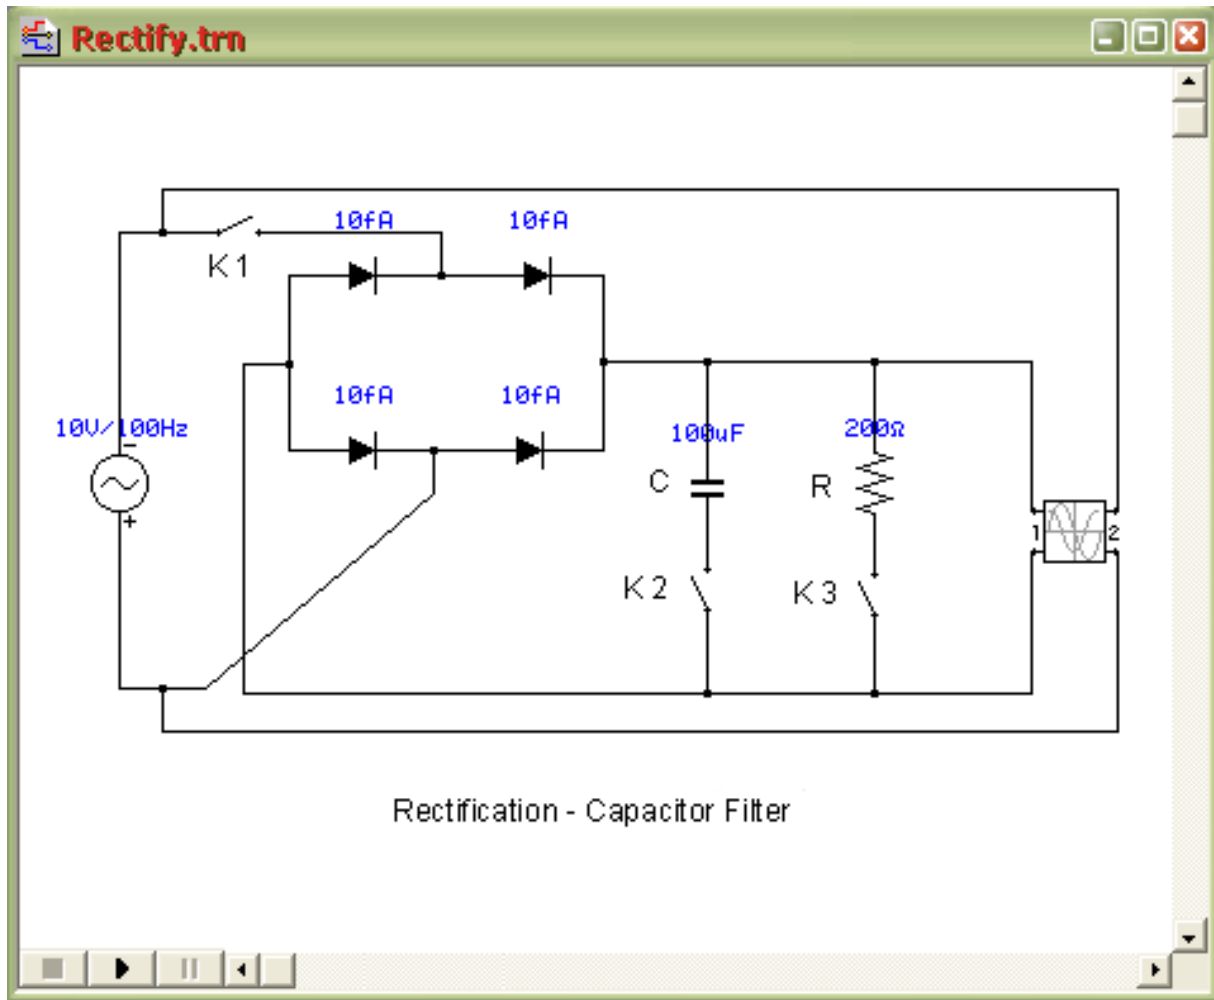 Rectify.trn
10fA 10fA
K1
10fA 10fA
10V/100Hz
-
+
100uF
200Ω
C
R
1 2
K2
K3
Rectification - Capacitor Filter